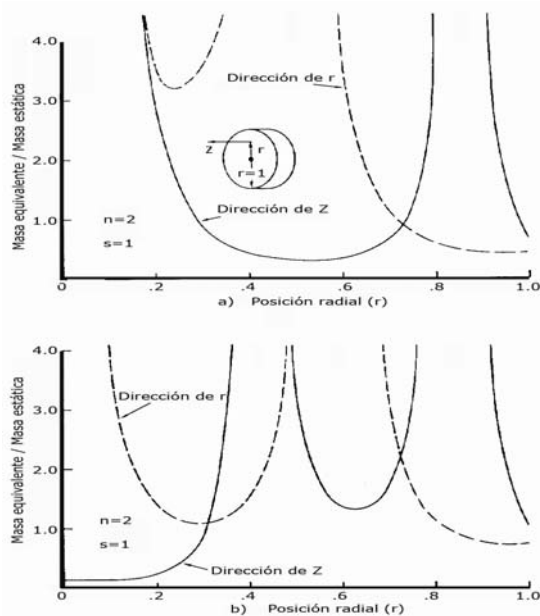 Masa equivalente / Masa estática
4.0
3.0
2.0
1.0
Dirección de r
Z
r
r=1
Dirección de Z
n=2
s=1
0 .2 .4 .6 .8 1.0
a) Posición radial (r)
Masa equivalente / Masa estática
4.0
3.0
2.0
1.0
Dirección de r
n=2
s=1
Dirección de Z
0 .2 .4 .6 .8 1.0
b) Posición radial (r)